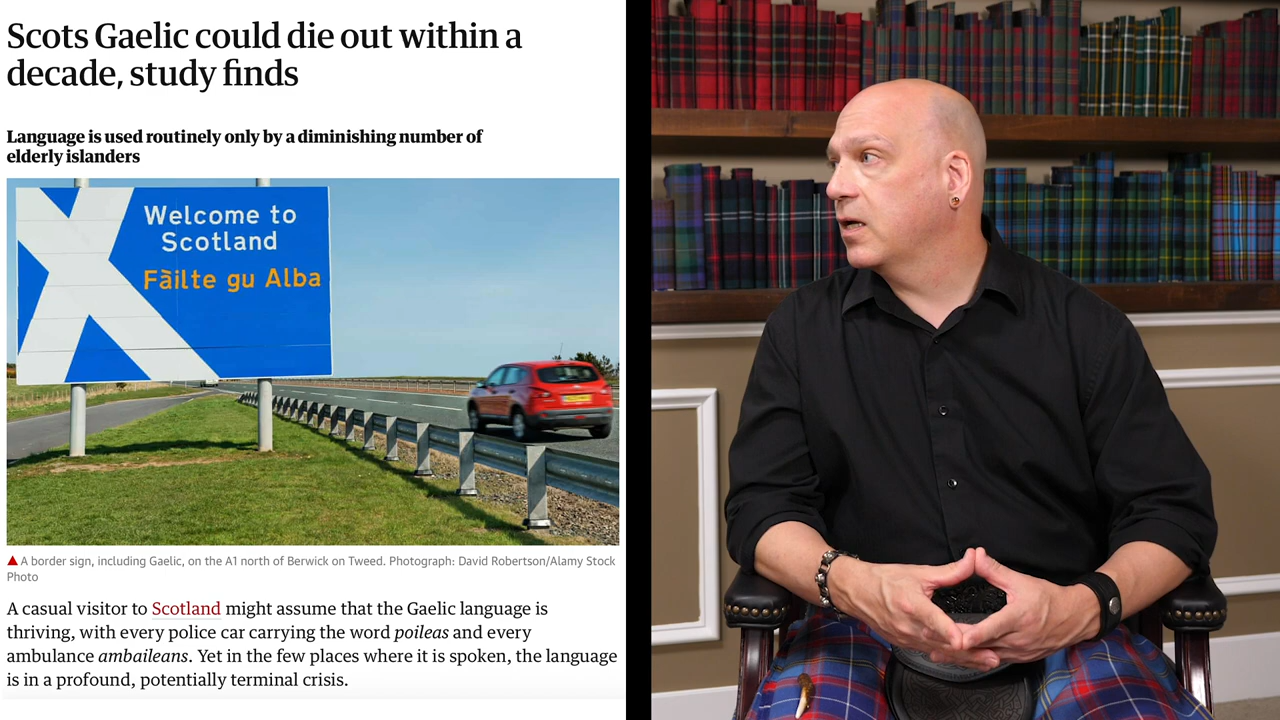 Scots Gaelic could die out within a
decade, study finds
Language is used routinely only by a diminishing number of
elderly islanders
Welcome to
Scotland
Fàilte gu Alba
▲ A border sign, including Gaelic, on the A1 north of Berwick on Tweed. Photograph: David Robertson/Alamy Stock
Photo
A casual visitor to Scotland might assume that the Gaelic language is
thriving, with every police car carrying the word poileas and every
ambulance ambaileans. Yet in the few places where it is spoken, the language
is in a profound, potentially terminal crisis.